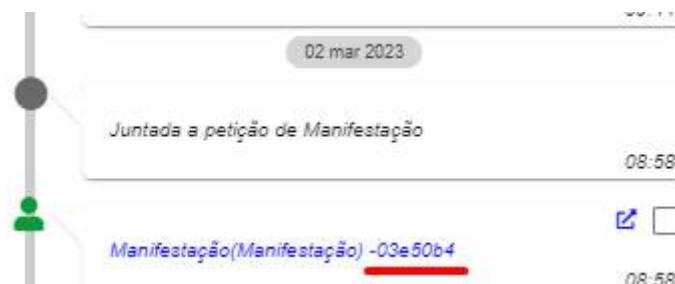 02 mar 2023
Juntada a petição de Manifestação
08:58
Manifestação(Manifestação) -03e50b4
08:58